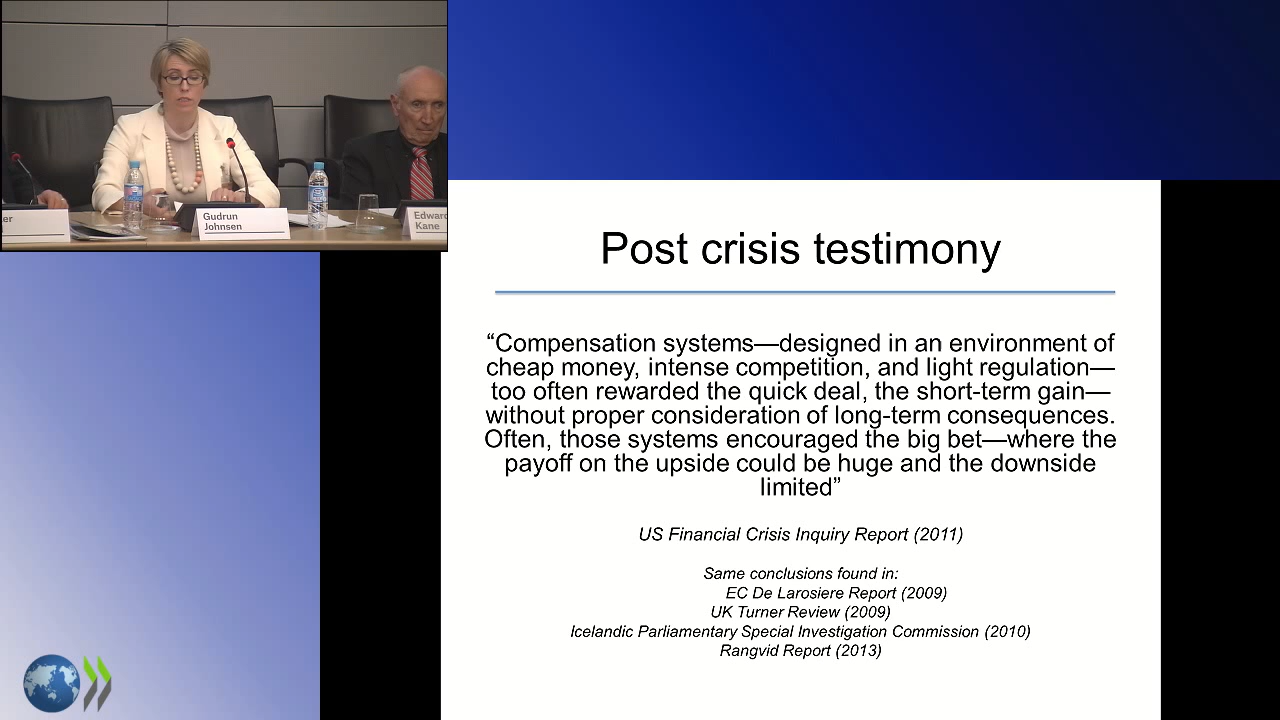 er
Gudrun
Johnsen
Edward
Kane
Post crisis testimony
“Compensation systems—designed in an environment of
cheap money, intense competition, and light regulation—
too often rewarded the quick deal, the short-term gain—
without proper consideration of long-term consequences.
Often, those systems encouraged the big bet—where the
payoff on the upside could be huge and the downside
limited”
US Financial Crisis Inquiry Report (2011)
Same conclusions found in:
EC De Larosiere Report (2009)
UK Turner Review (2009)
Icelandic Parliamentary Special Investigation Commission (2010)
Rangvid Report (2013)